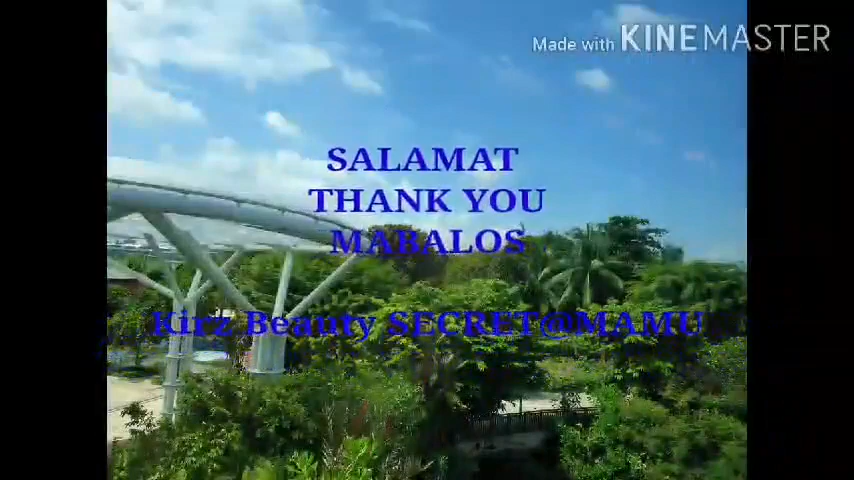 Made with KINEMASTER
SALAMAT
THANK YOU
MABALOS
Kirz Beauty SECRET@MAMU